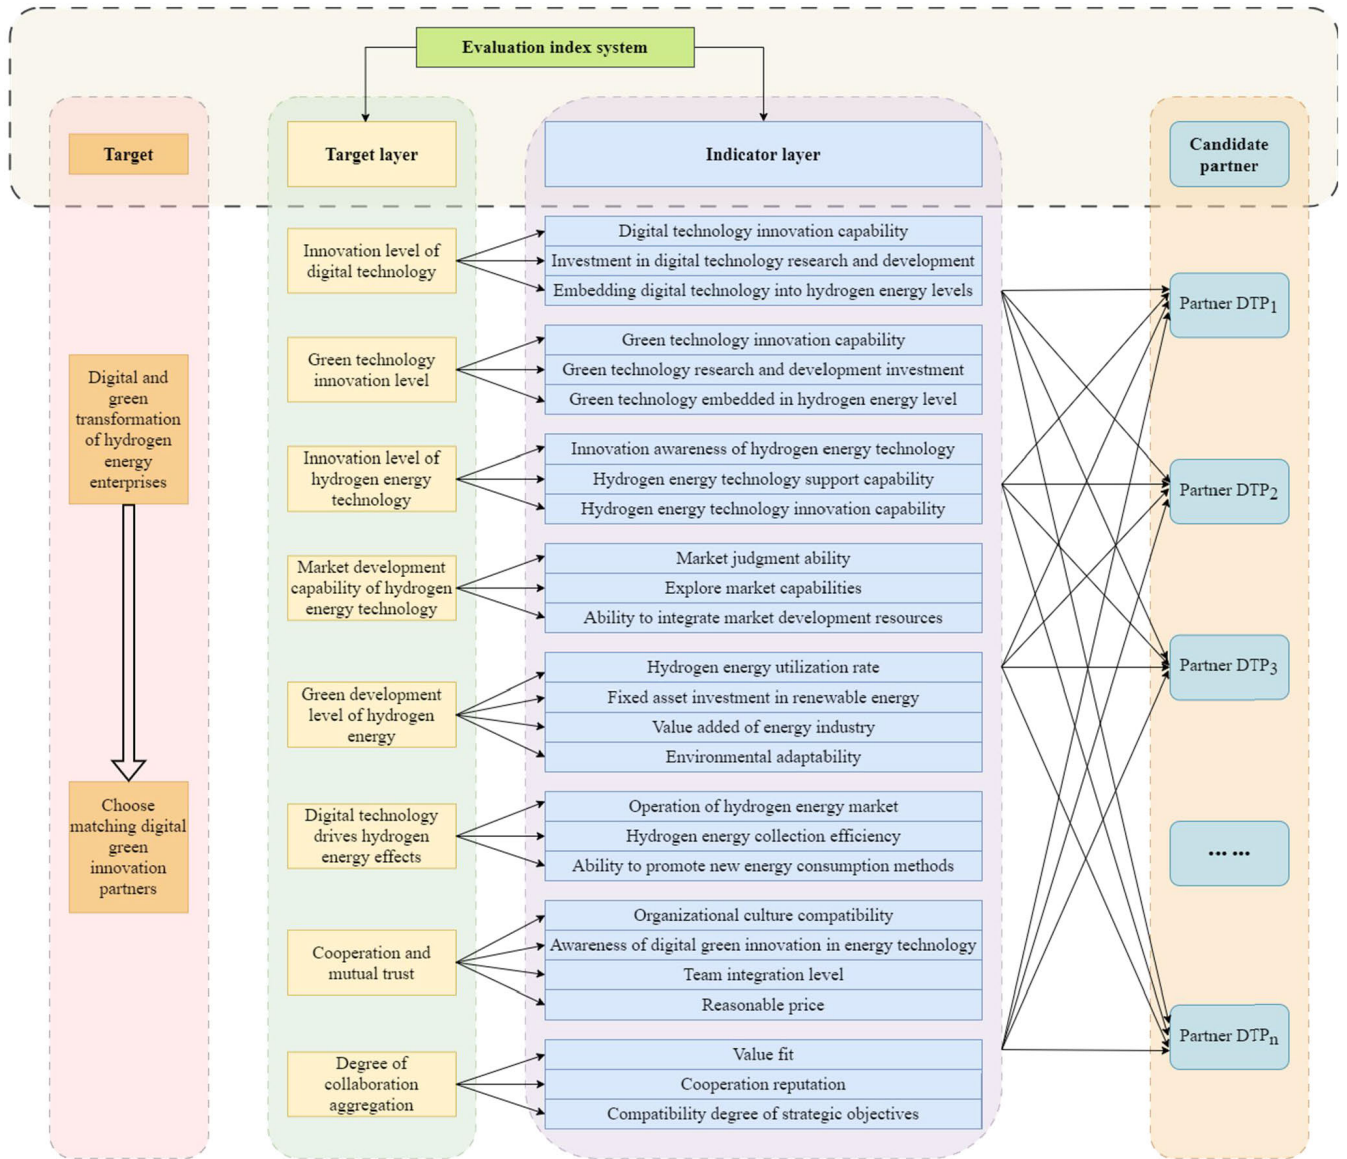 Evaluation index system
Target
Target layer
Indicator layer
Candidate
partner
Digital and
green
transformation
of hydrogen
energy
enterprises
Choose
matching digital
green
innovation
partners
Innovation level of
digital technology
Digital technology innovation capability
Investment in digital technology research and development
Embedding digital technology into hydrogen energy levels
Green technology
innovation level
Green technology innovation capability
Green technology research and development investment
Green technology embedded in hydrogen energy level
Innovation level of
hydrogen energy
technology
Innovation awareness of hydrogen energy technology
Hydrogen energy technology support capability
Hydrogen energy technology innovation capability
Market development
capability of hydrogen
energy technology
Market judgment ability
Explore market capabilities
Ability to integrate market development resources
Green development
level of hydrogen
energy
Hydrogen energy utilization rate
Fixed asset investment in renewable energy
Value added of energy industry
Environmental adaptability
Digital technology
drives hydrogen
energy effects
Operation of hydrogen energy market
Hydrogen energy collection efficiency
Ability to promote new energy consumption methods
Cooperation and
mutual trust
Organizational culture compatibility
Awareness of digital green innovation in energy technology
Team integration level
Reasonable price
Degree of
collaboration
aggregation
Value fit
Cooperation reputation
Compatibility degree of strategic objectives
Partner DTP1
Partner DTP2
Partner DTP3
... ...
Partner DTPn